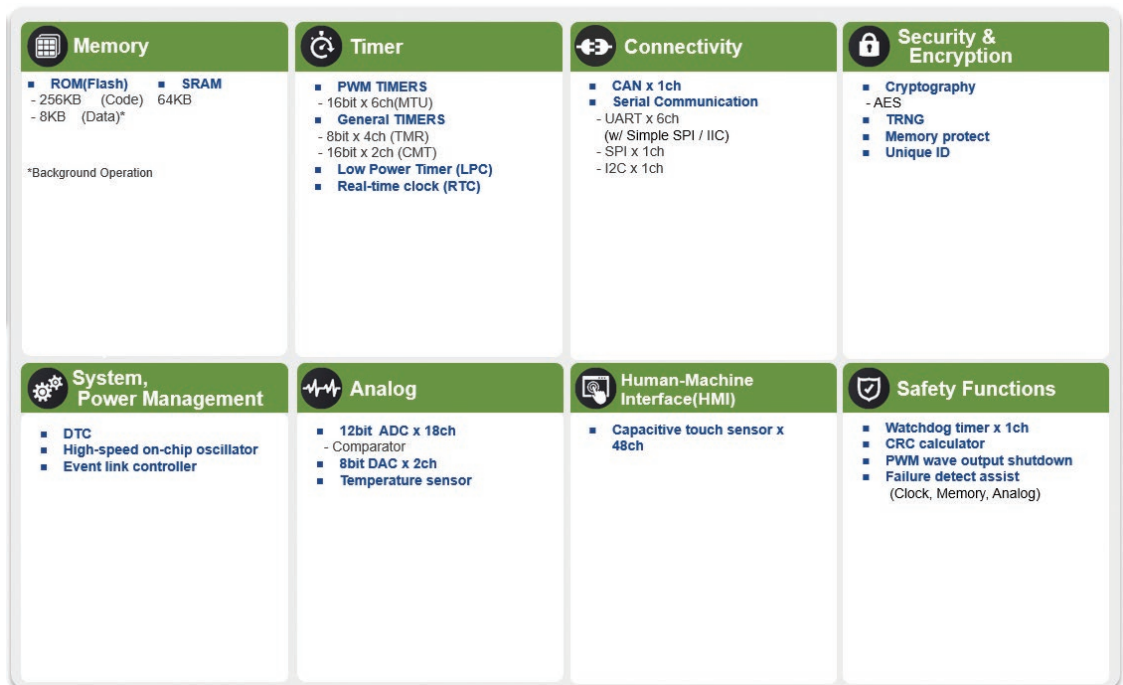 Memory
■ ROM(Flash) ■ SRAM
- 256KB (Code) 64KB
- 8KB (Data)*
*Background Operation
Timer
■ PWM TIMERS
- 16bit x 6ch(MTU)
■ General TIMERS
- 8bit x 4ch (TMR)
- 16bit x 2ch (CMT)
■ Low Power Timer (LPC)
■ Real-time clock (RTC)
Connectivity
■ CAN x 1ch
■ Serial Communication
- UART x 6ch
(w/ Simple SPI / IIC)
- SPI x 1ch
- I2C x 1ch
Security &
Encryption
■ Cryptography
- AES
■ TRNG
■ Memory protect
■ Unique ID
System,
Power Management
■ DTC
■ High-speed on-chip oscillator
■ Event link controller
Analog
■ 12bit ADC x 18ch
- Comparator
■ 8bit DAC x 2ch
■ Temperature sensor
Human-Machine
Interface(HMI)
■ Capacitive touch sensor x
48ch
Safety Functions
■ Watchdog timer x 1ch
■ CRC calculator
■ PWM wave output shutdown
■ Failure detect assist
(Clock, Memory, Analog)